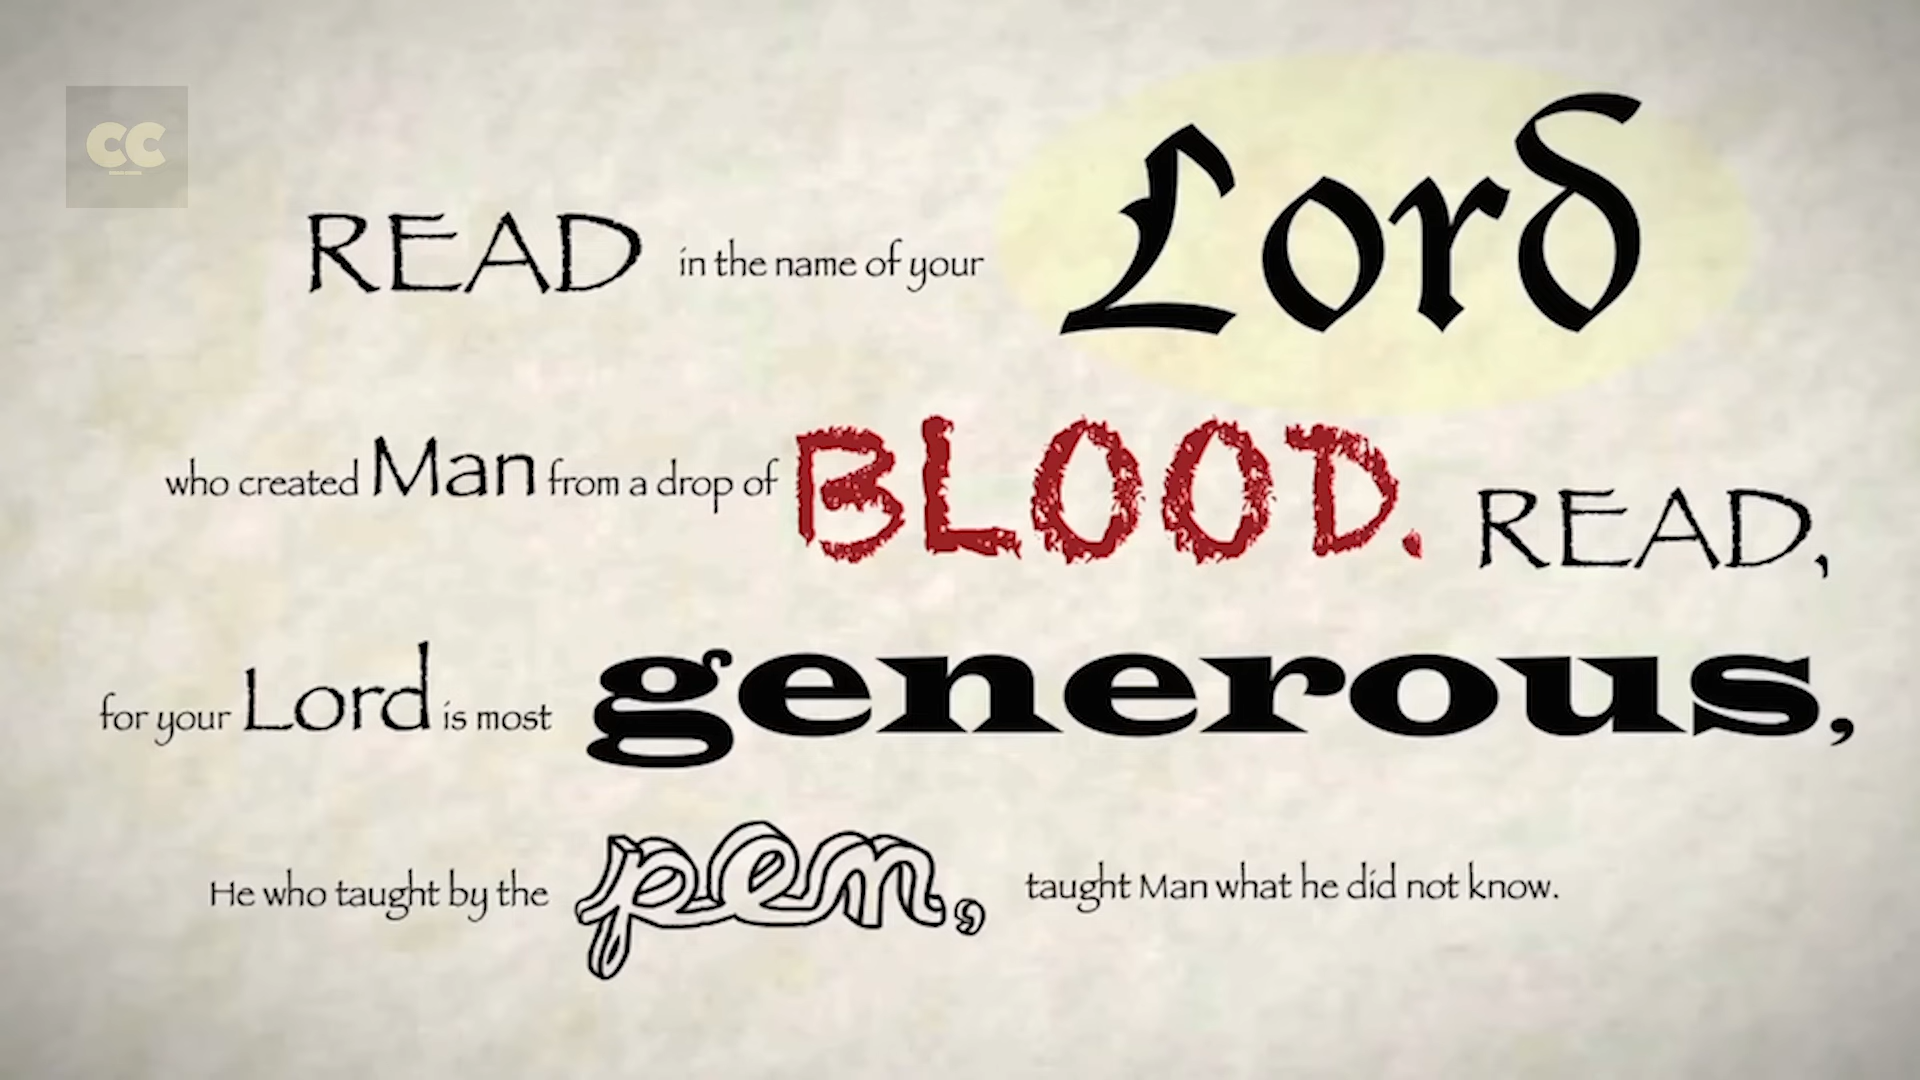 CC
READ in the name of your Lord
who created Man from a drop of BLOOD. READ,
for your Lord is most generous,
He who taught by the pen, taught Man what he did not know.